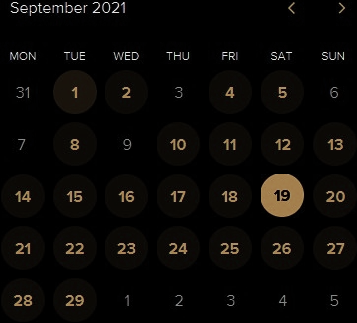 September 2021 < >
MON TUE WED THU FRI SAT SUN
31 1 2 3 4 5 6
7 8 9 10 11 12 13
14 15 16 17 18 19 20
21 22 23 24 25 26 27
28 29 1 2 3 4 5